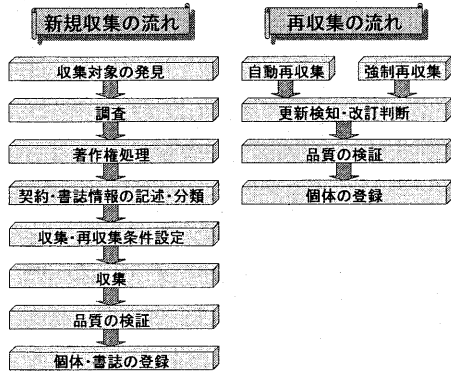 新規収集の流れ
収集対象の発見
調査
著作権処理
契約・書誌情報の記述・分類
収集・再収集条件設定
収集
品質の検証
個体・書誌の登録
再収集の流れ
自動再収集
強制再収集
更新検知・改訂判断
品質の検証
個体の登録